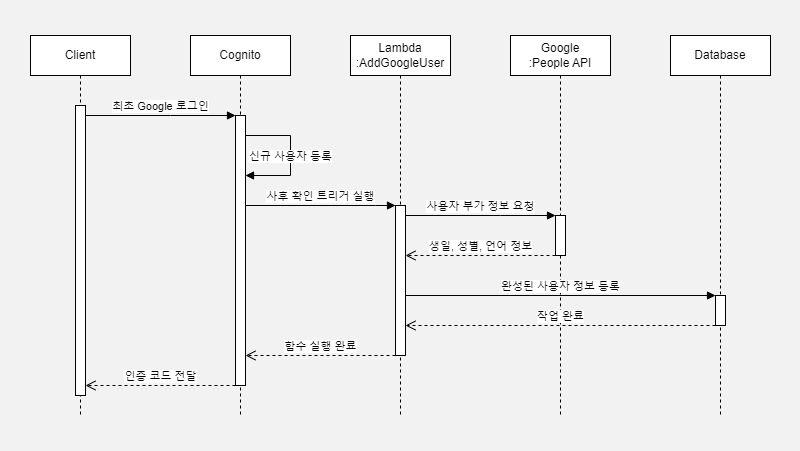 Client
Cognito
Lambda
:AddGoogleUser
Google
:People API
Database
최초 Google 로그인
신규 사용자 등록
사후 확인 트리거 실행
사용자 부가 정보 요청
생일, 성별, 언어 정보
완성된 사용자 정보 등록
작업 완료
함수 실행 완료
인증 코드 전달